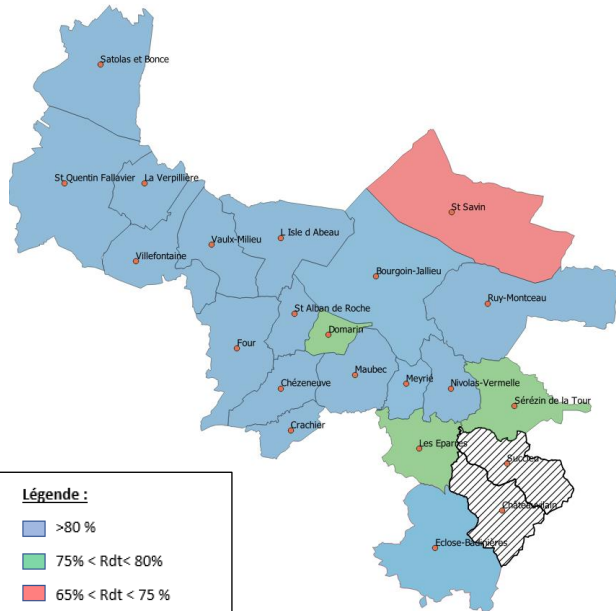 Satolas et Bonce
St Quentin Fallavier
La Verpillière
St Savin
Vaulx-Milieu
L Isle d Abeau
Villefontaine
Bourgoin-Jallieu
Ruy-Montceau
St Alban de Roche
Domarin
Four
Maubec
Chézeneuve
Meyrié
Nivolas-Vermelle
Sérézin de la Tour
Crachier
Les Eparres
Succieu
Châteauvilain
Eclose-Badinières
Légende :
>80 %
75% < Rdt< 80%
65% < Rdt < 75 %